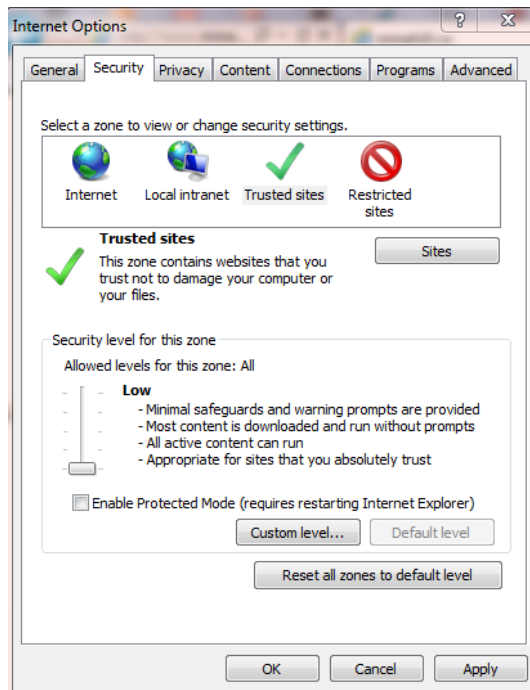 Internet Options
General Security Privacy Content Connections Programs Advanced
Select a zone to view or change security settings.
Internet Local intranet Trusted sites Restricted sites
Trusted sites
This zone contains websites that you
trust not to damage your computer or
your files.
Sites
Security level for this zone
Allowed levels for this zone: All
Low
- Minimal safeguards and warning prompts are provided
- Most content is downloaded and run without prompts
- All active content can run
- Appropriate for sites that you absolutely trust
Enable Protected Mode (requires restarting Internet Explorer)
Custom level... Default level
Reset all zones to default level
OK Cancel Apply